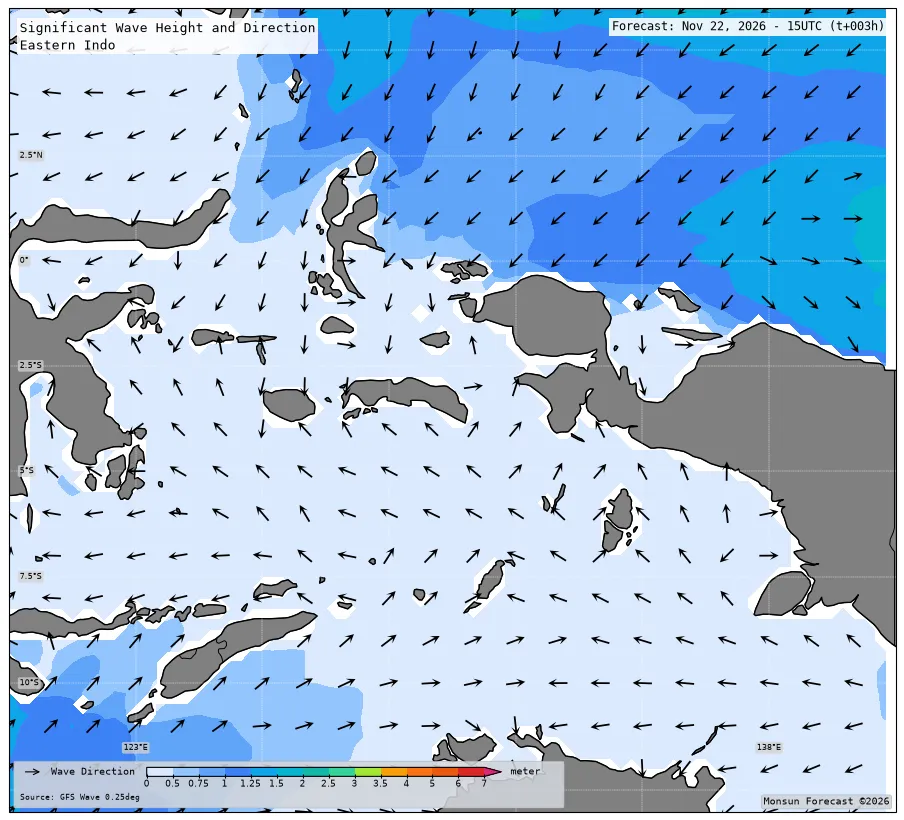 Significant Wave Height and Direction
Eastern Indo
Forecast: Nov 22, 2026 - 15UTC (t+003h)
2.5°N
0°
2.5°S
5°S
7.5°S
10°S
123°E
138°E
Wave Direction
meter
0 0.5 0.75 1 1.25 1.5 2 2.5 3 3.5 4 5 6 7
Source: GFS Wave 0.25deg
Monsun Forecast ©2026